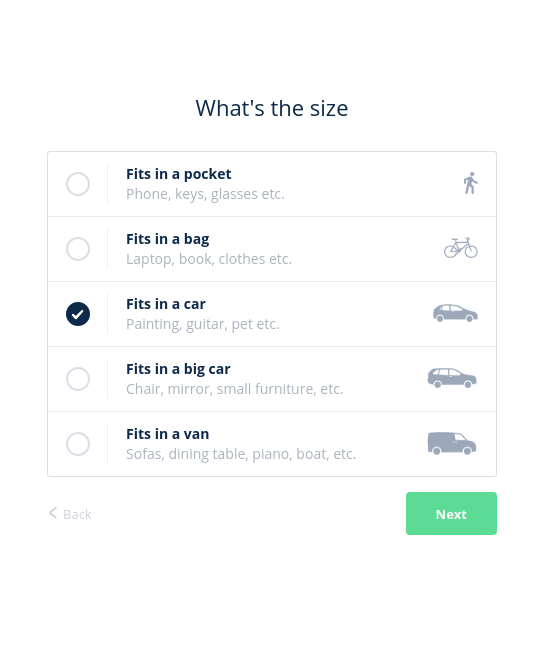 What's the size
Fits in a pocket
Phone, keys, glasses etc.
Fits in a bag
Laptop, book, clothes etc.
Fits in a car
Painting, guitar, pet etc.
Fits in a big car
Chair, mirror, small furniture, etc.
Fits in a van
Sofas, dining table, piano, boat, etc.
Back
Next